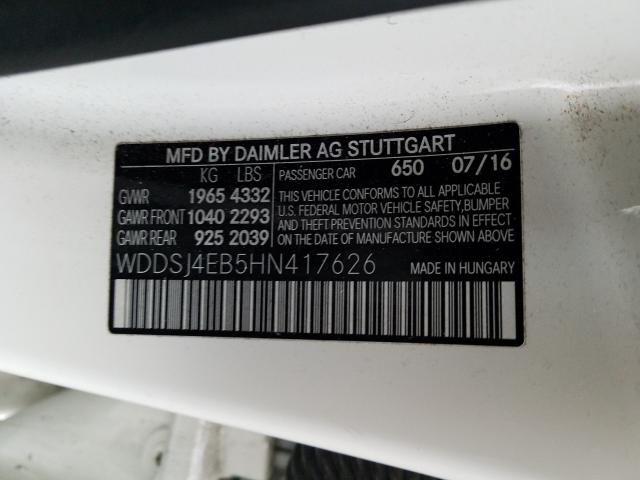 MFD BY DAIMLER AG STUTTGART
KG LBS PASSENGER CAR 650 07/16
GVWR 1965 4332 THIS VEHICLE CONFORMS TO ALL APPLICABLE
GAWR FRONT 1040 2293 U.S. FEDERAL MOTOR VEHICLE SAFETY, BUMPER
GAWR REAR 925 2039 AND THEFT PREVENTION STANDARDS IN EFFECT
ON THE DATE OF MANUFACTURE SHOWN ABOVE.
WDDSJ4EB5HN417626 MADE IN HUNGARY